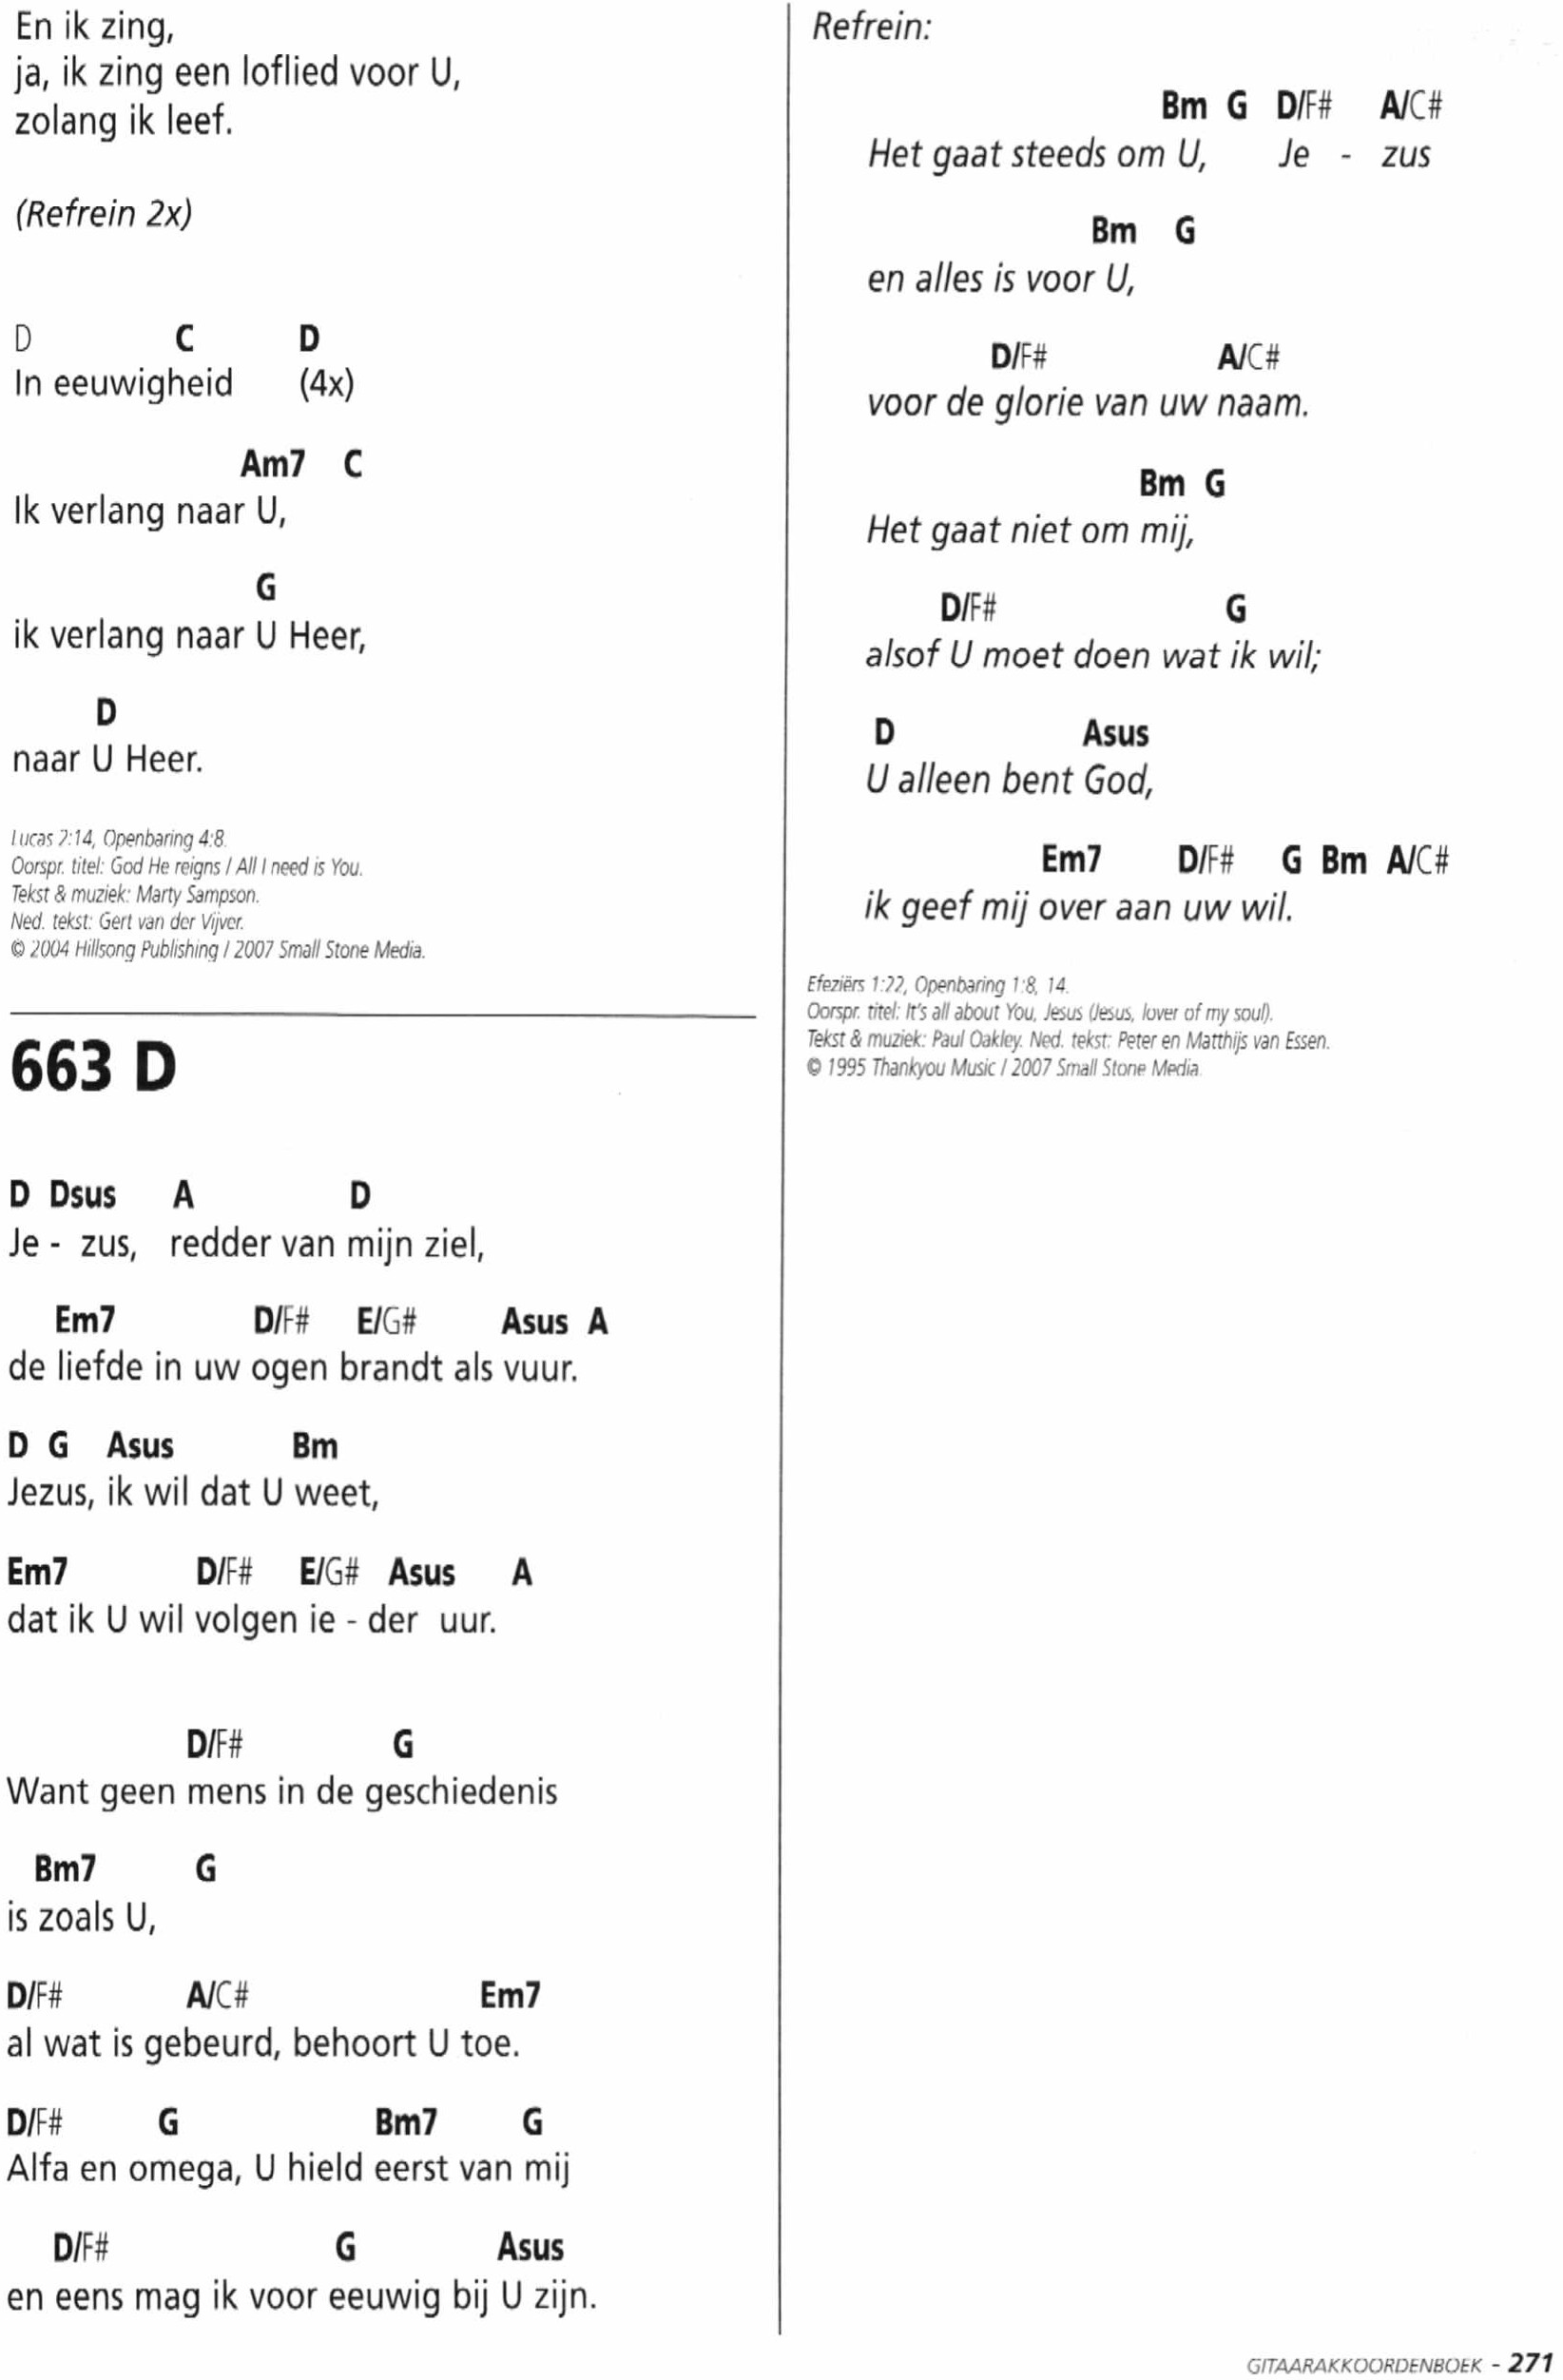 En ik zing,
ja, ik zing een loflied voor U,
zolang ik leef.
(Refrein 2x)
D C D
In eeuwigheid (4x)
Am7 C
Ik verlang naar U,
G
ik verlang naar U Heer,
D
naar U Heer.
Lucas 2:14, Openbaring 4:8.
Oorspr. titel: God He reigns / All I need is You.
Tekst & muziek: Marty Sampson.
Ned. tekst: Gert van der Vijver.
© 2004 Hillsong Publishing / 2007 Small Stone Media.
663 D
D Dsus A D
Je - zus, redder van mijn ziel,
Em7 D/F# E/G# Asus A
de liefde in uw ogen brandt als vuur.
D G Asus Bm
Jezus, ik wil dat U weet,
Em7 D/F# E/G# Asus A
dat ik U wil volgen ie - der uur.
D/F# G
Want geen mens in de geschiedenis
Bm7 G
is zoals U,
D/F# A/C# Em7
al wat is gebeurd, behoort U toe.
D/F# G Bm7 G
Alfa en omega, U hield eerst van mij
D/F# G Asus
en eens mag ik voor eeuwig bij U zijn.
Refrein:
Bm G D/F# A/C#
Het gaat steeds om U, Je - zus
Bm G
en alles is voor U,
D/F# A/C#
voor de glorie van uw naam.
Bm G
Het gaat niet om mij,
D/F# G
alsof U moet doen wat ik wil;
D Asus
U alleen bent God,
Em7 D/F# G Bm A/C#
ik geef mij over aan uw wil.
Efeziërs 1:22, Openbaring 1:8, 14.
Oorspr. titel: It's all about You, Jesus (Jesus, lover of my soul).
Tekst & muziek: Paul Oakley. Ned. tekst: Peter en Matthijs van Essen.
© 1995 Thankyou Music / 2007 Small Stone Media.
GITAARAKKOORDENBOEK - 271